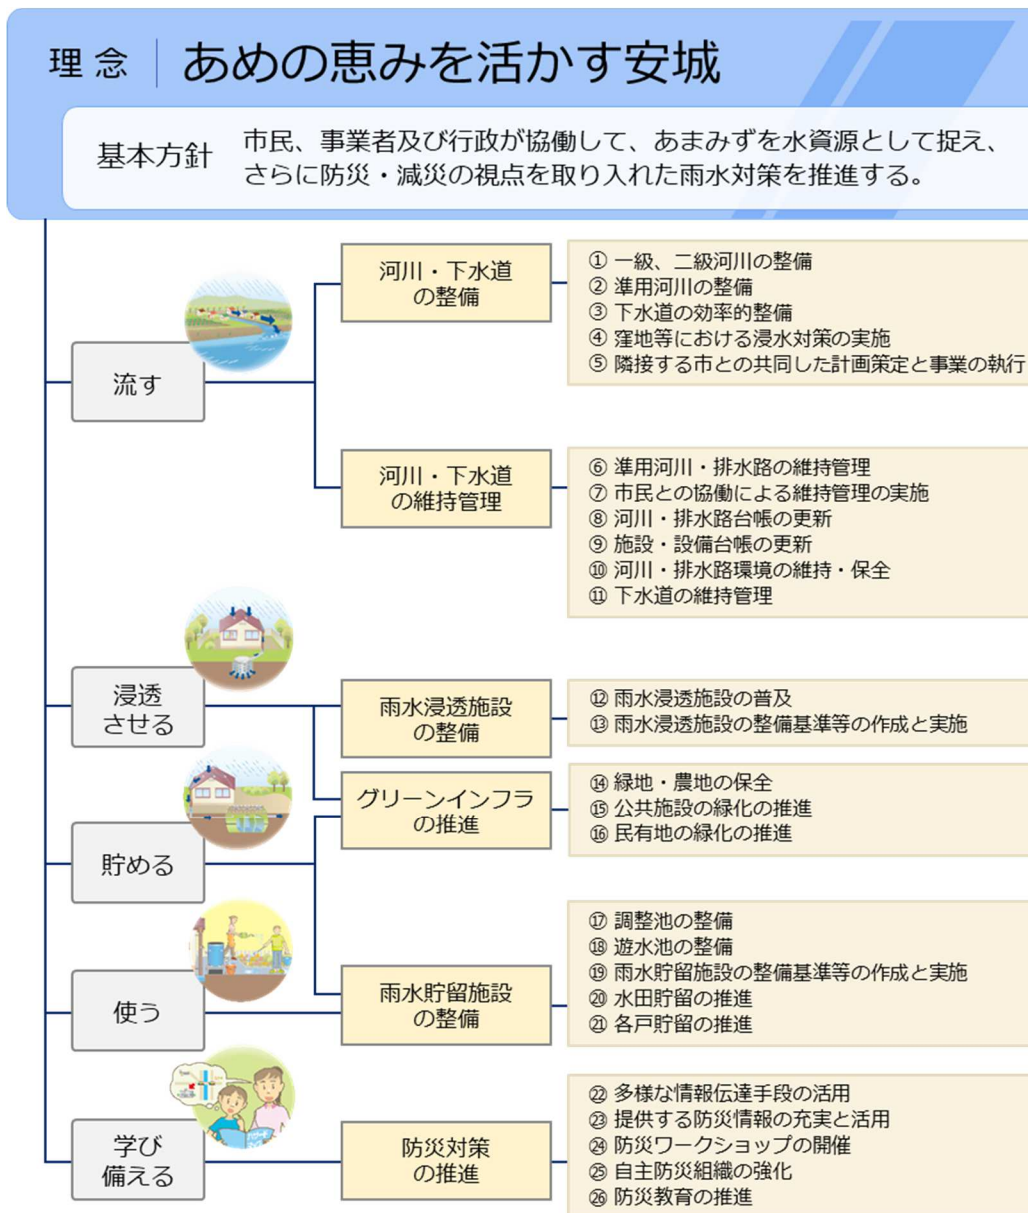 理念 あめの恵みを活かす安城
基本方針
市民、事業者及び行政が協働して、あまみずを水資源として捉え、
さらに防災・減災の視点を取り入れた雨水対策を推進する。
流す
河川・下水道
の整備
① 一級、二級河川の整備
② 準用河川の整備
③ 下水道の効率的整備
④ 窪地等における浸水対策の実施
⑤ 隣接する市との共同した計画策定と事業の執行
河川・下水道
の維持管理
⑥ 準用河川・排水路の維持管理
⑦ 市民との協働による維持管理の実施
⑧ 河川・排水路台帳の更新
⑨ 施設・設備台帳の更新
⑩ 河川・排水路環境の維持・保全
⑪ 下水道の維持管理
浸透
させる
雨水浸透施設
の整備
⑫ 雨水浸透施設の普及
⑬ 雨水浸透施設の整備基準等の作成と実施
グリーンインフラ
の推進
⑭ 緑地・農地の保全
⑮ 公共施設の緑化の推進
⑯ 民有地の緑化の推進
貯める
使う
雨水貯留施設
の整備
⑰ 調整池の整備
⑱ 遊水池の整備
⑲ 雨水貯留施設の整備基準等の作成と実施
⑳ 水田貯留の推進
㉑ 各戸貯留の推進
学び
備える
防災対策
の推進
㉒ 多様な情報伝達手段の活用
㉓ 提供する防災情報の充実と活用
㉔ 防災ワークショップの開催
㉕ 自主防災組織の強化
㉖ 防災教育の推進